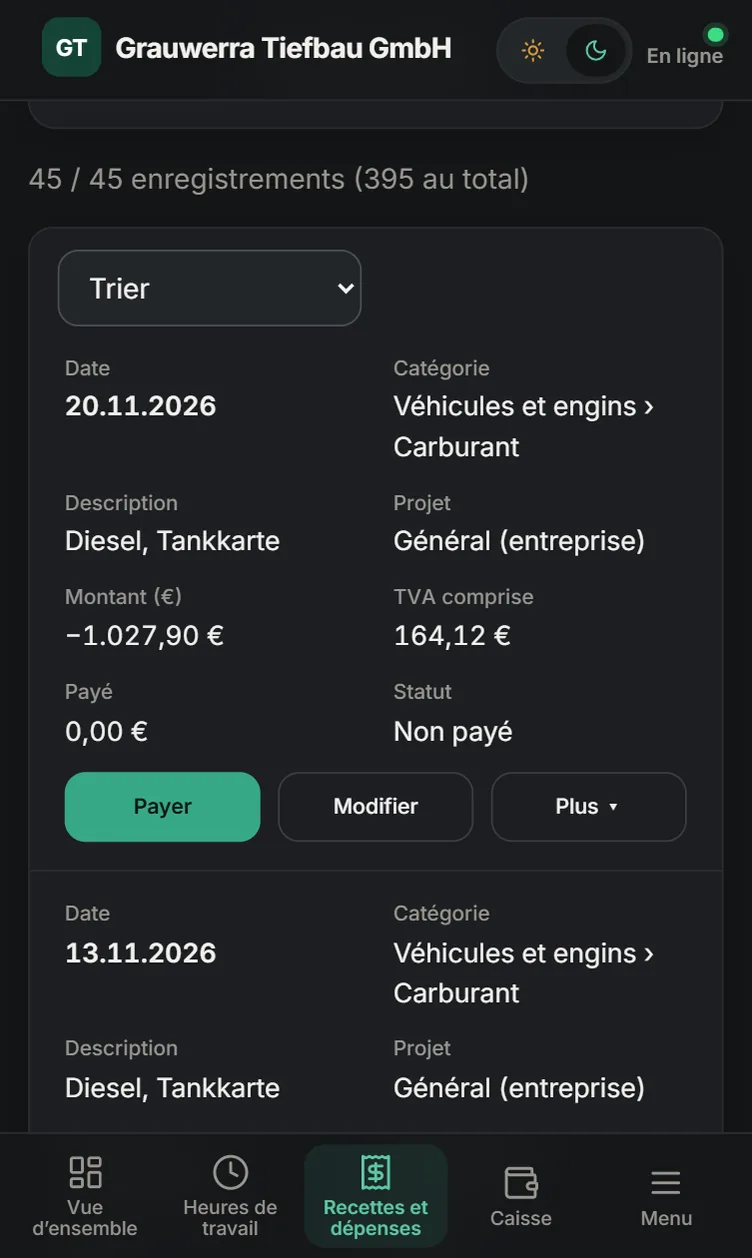 GT Grauwerra Tiefbau GmbH En ligne
45 / 45 enregistrements (395 au total)
Trier
Date Catégorie
20.11.2026 Véhicules et engins ›
Carburant
Description Projet
Diesel, Tankkarte Général (entreprise)
Montant (€) TVA comprise
−1.027,90 € 164,12 €
Payé Statut
0,00 € Non payé
Payer Modifier Plus ▾
Date Catégorie
13.11.2026 Véhicules et engins ›
Carburant
Description Projet
Diesel, Tankkarte Général (entreprise)
Vue
d’ensemble
Heures de
travail
Recettes et
dépenses
Caisse
Menu